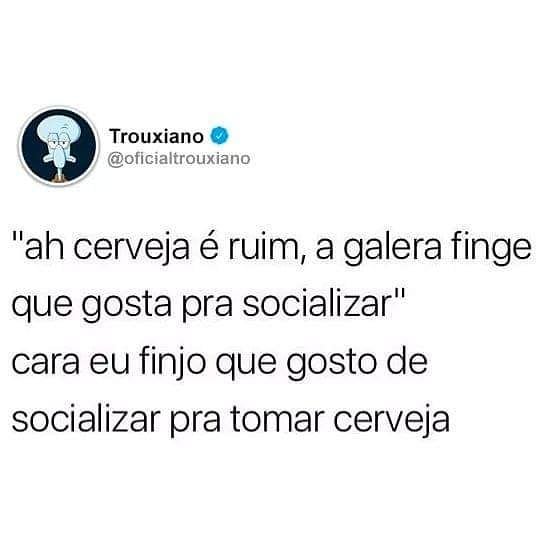 Trouxiano
@oficialtrouxiano
"ah cerveja é ruim, a galera finge
que gosta pra socializar"
cara eu finjo que gosto de
socializar pra tomar cerveja